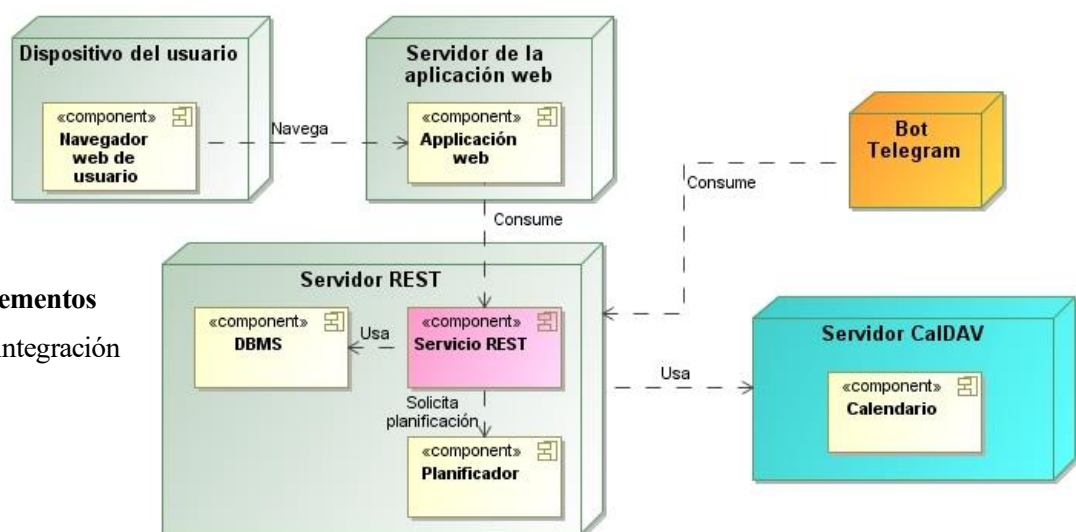 Dispositivo del usuario
«component»
Navegador
web de
usuario
Navega
Servidor de la
aplicación web
«component»
Applicación
web
Bot
Telegram
Consume
Consume
Servidor REST
«component»
DBMS
Usa
«component»
Servicio REST
Solicita
planificación
«component»
Planificador
ementos
integración
Usa
Servidor CalDAV
«component»
Calendario